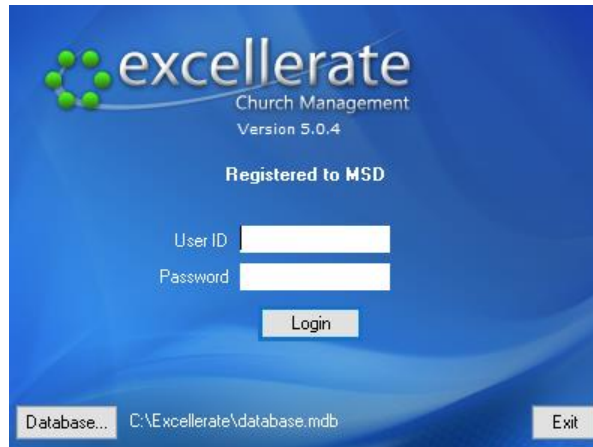 excellerate
Church Management
Version 5.0.4
Registered to MSD
User ID
Password
Login
Database... C:\Excellerate\database.mdb Exit